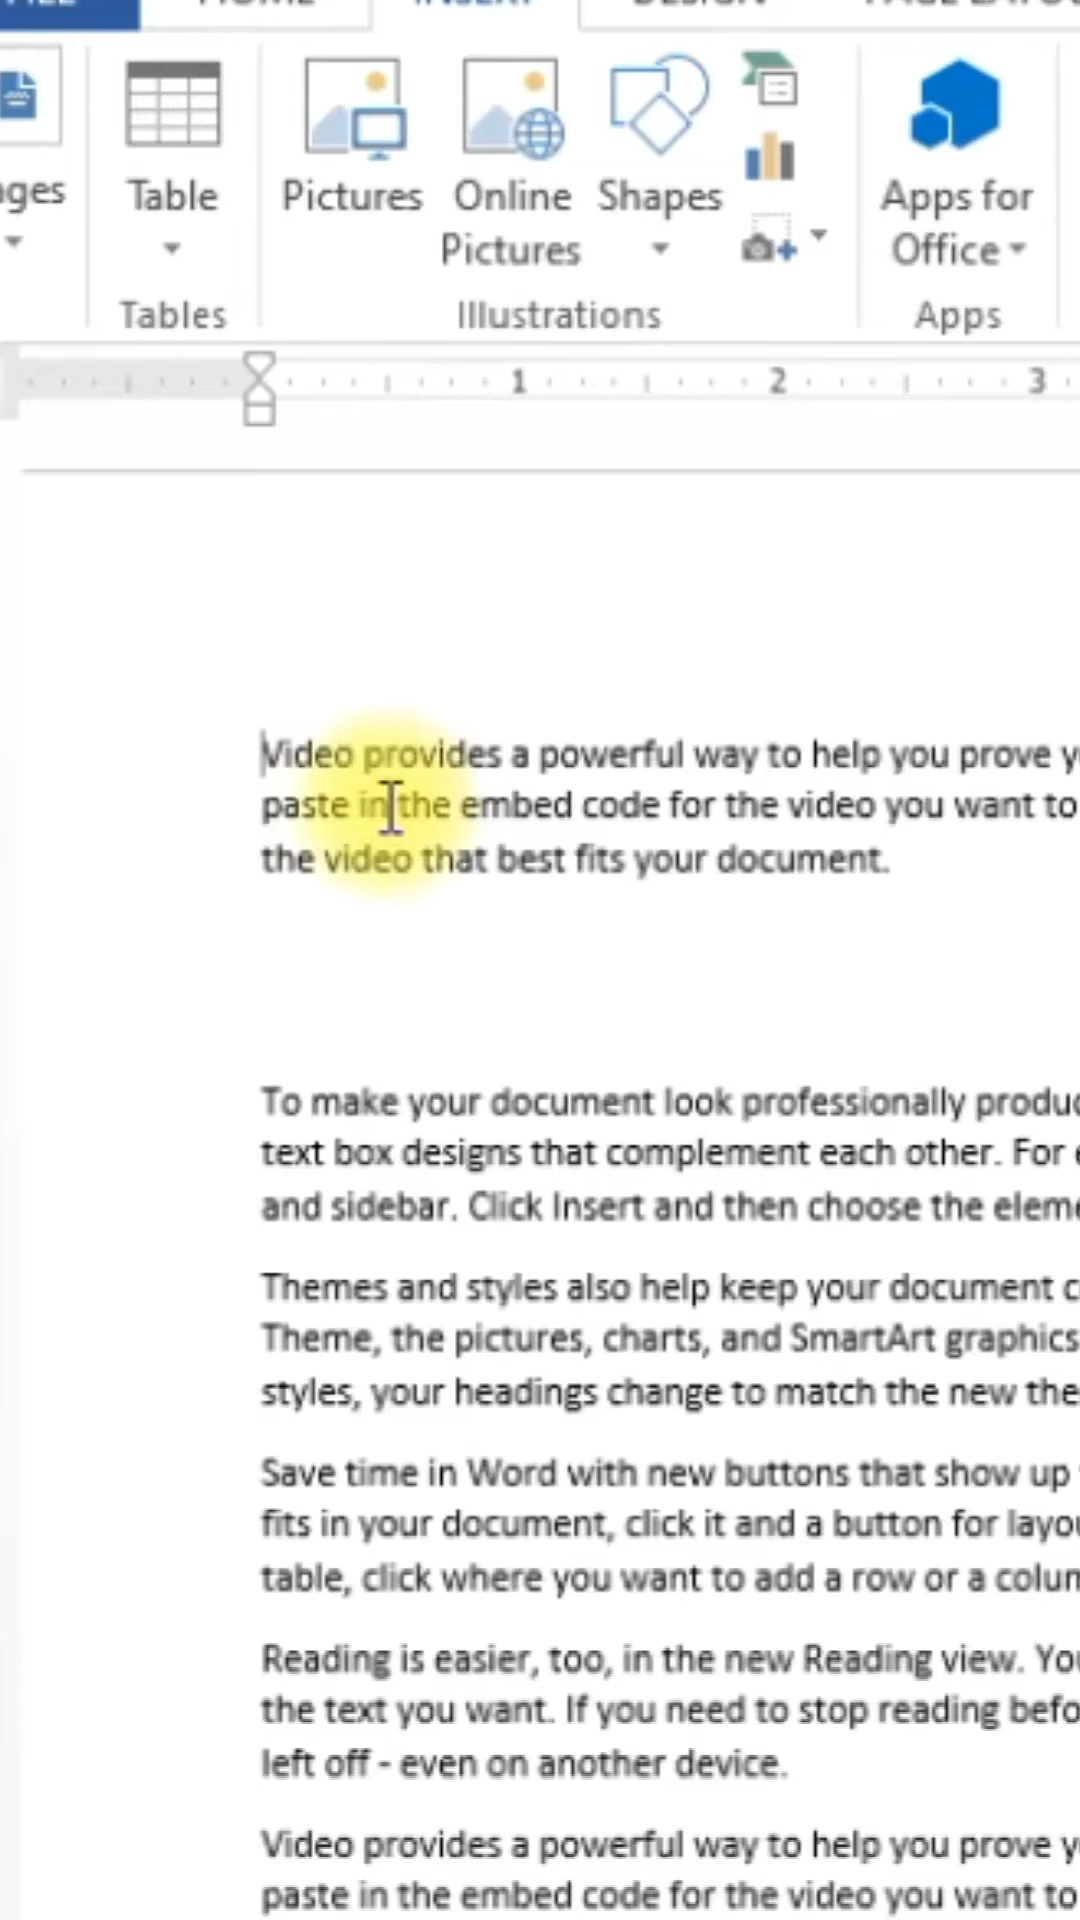 FILE HOME INSERT DESIGN PAGE
Table
Pictures
Online Pictures
Shapes
Apps for Office
Tables
Illustrations
Apps
1 2 3
Video provides a powerful way to help you prove
paste in the embed code for the video you want to
the video that best fits your document.
To make your document look professionally
text box designs that complement each other. For
and sidebar. Click Insert and then choose the
Themes and styles also help keep your document
Theme, the pictures, charts, and SmartArt graphics
styles, your headings change to match the new
Save time in Word with new buttons that show up
fits in your document, click it and a button for
table, click where you want to add a row or a
Reading is easier, too, in the new Reading view.
the text you want. If you need to stop reading
left off - even on another device.
Video provides a powerful way to help you prove
paste in the embed code for the video you want to